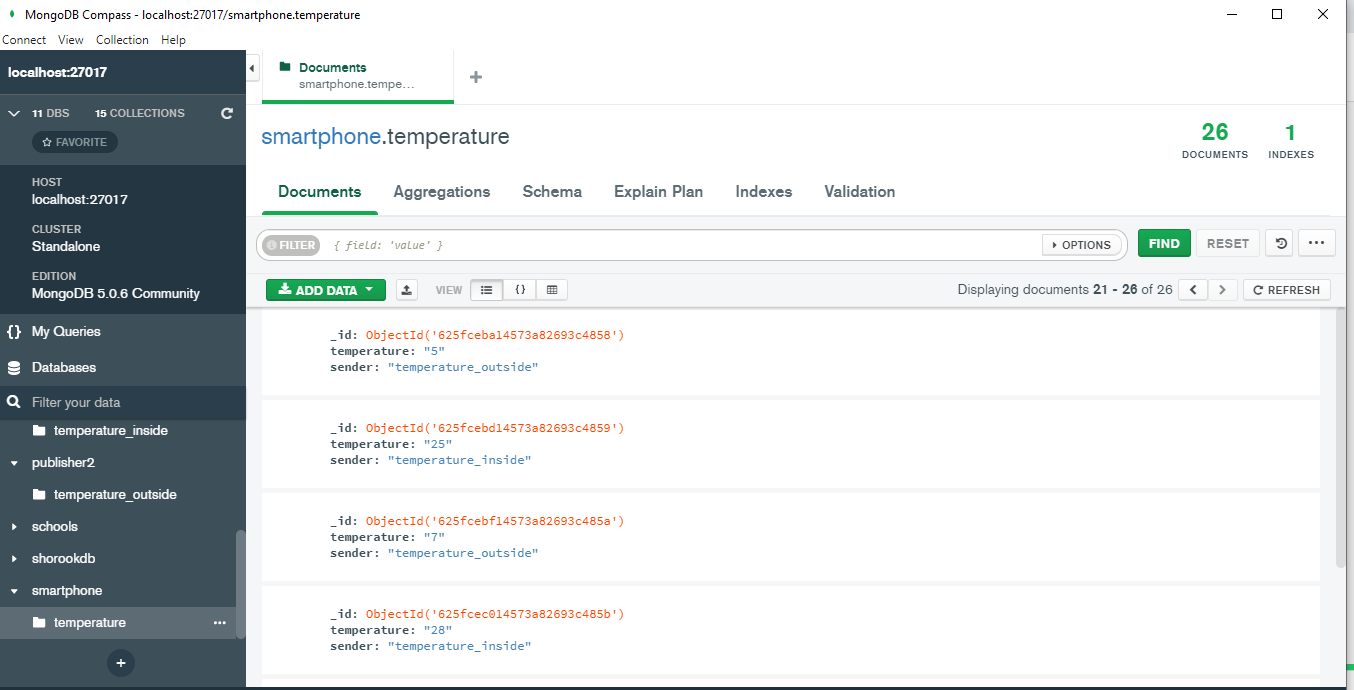 MongoDB Compass - localhost:27017/smartphone.temperature
Connect View Collection Help
localhost:27017
11 DBS 15 COLLECTIONS
FAVORITE
HOST
localhost:27017
CLUSTER
Standalone
EDITION
MongoDB 5.0.6 Community
{} My Queries
Databases
Filter your data
temperature_inside
publisher2
temperature_outside
schools
shorookdb
smartphone
temperature ...
+
Documents
smartphone.tempe...
+
smartphone.temperature
26
DOCUMENTS
1
INDEXES
Documents Aggregations Schema Explain Plan Indexes Validation
FILTER { field: 'value' } OPTIONS FIND RESET ...
ADD DATA VIEW {} Displaying documents 21 - 26 of 26 < > REFRESH
_id: ObjectId('625fceba14573a82693c4858')
temperature: "5"
sender: "temperature_outside"
_id: ObjectId('625fcebd14573a82693c4859')
temperature: "25"
sender: "temperature_inside"
_id: ObjectId('625fcebf14573a82693c485a')
temperature: "7"
sender: "temperature_outside"
_id: ObjectId('625fcec014573a82693c485b')
temperature: "28"
sender: "temperature_inside"